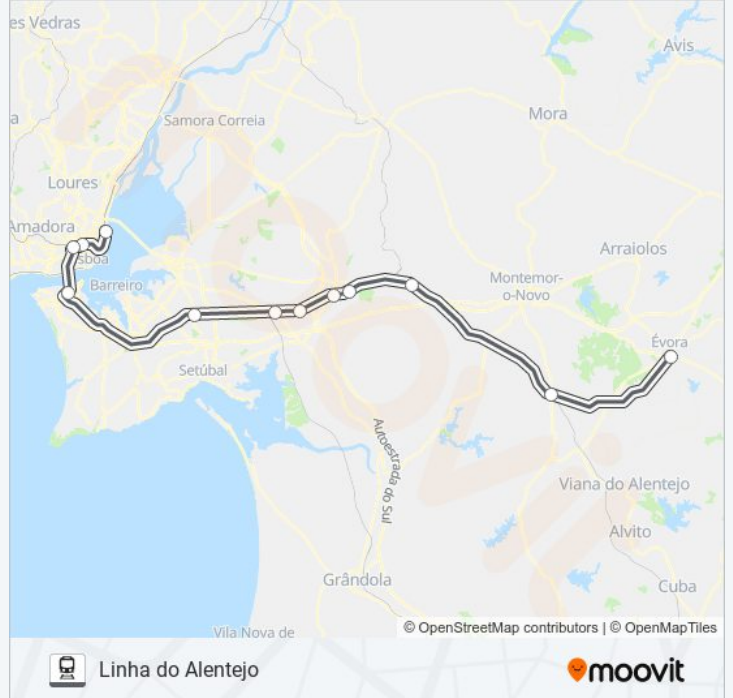 es Vedras
Avis
a
Samora Correia
Mora
Loures
Amadora
Arraiolos
sboa
Barreiro
Montemor-
o-Novo
Évora
Setúbal
Autoestrada do Sul
Viana do Alentejo
Alvito
Grândola
Cuba
Vila Nova de
© OpenStreetMap contributors | © OpenMapTiles
Linha do Alentejo
moovit